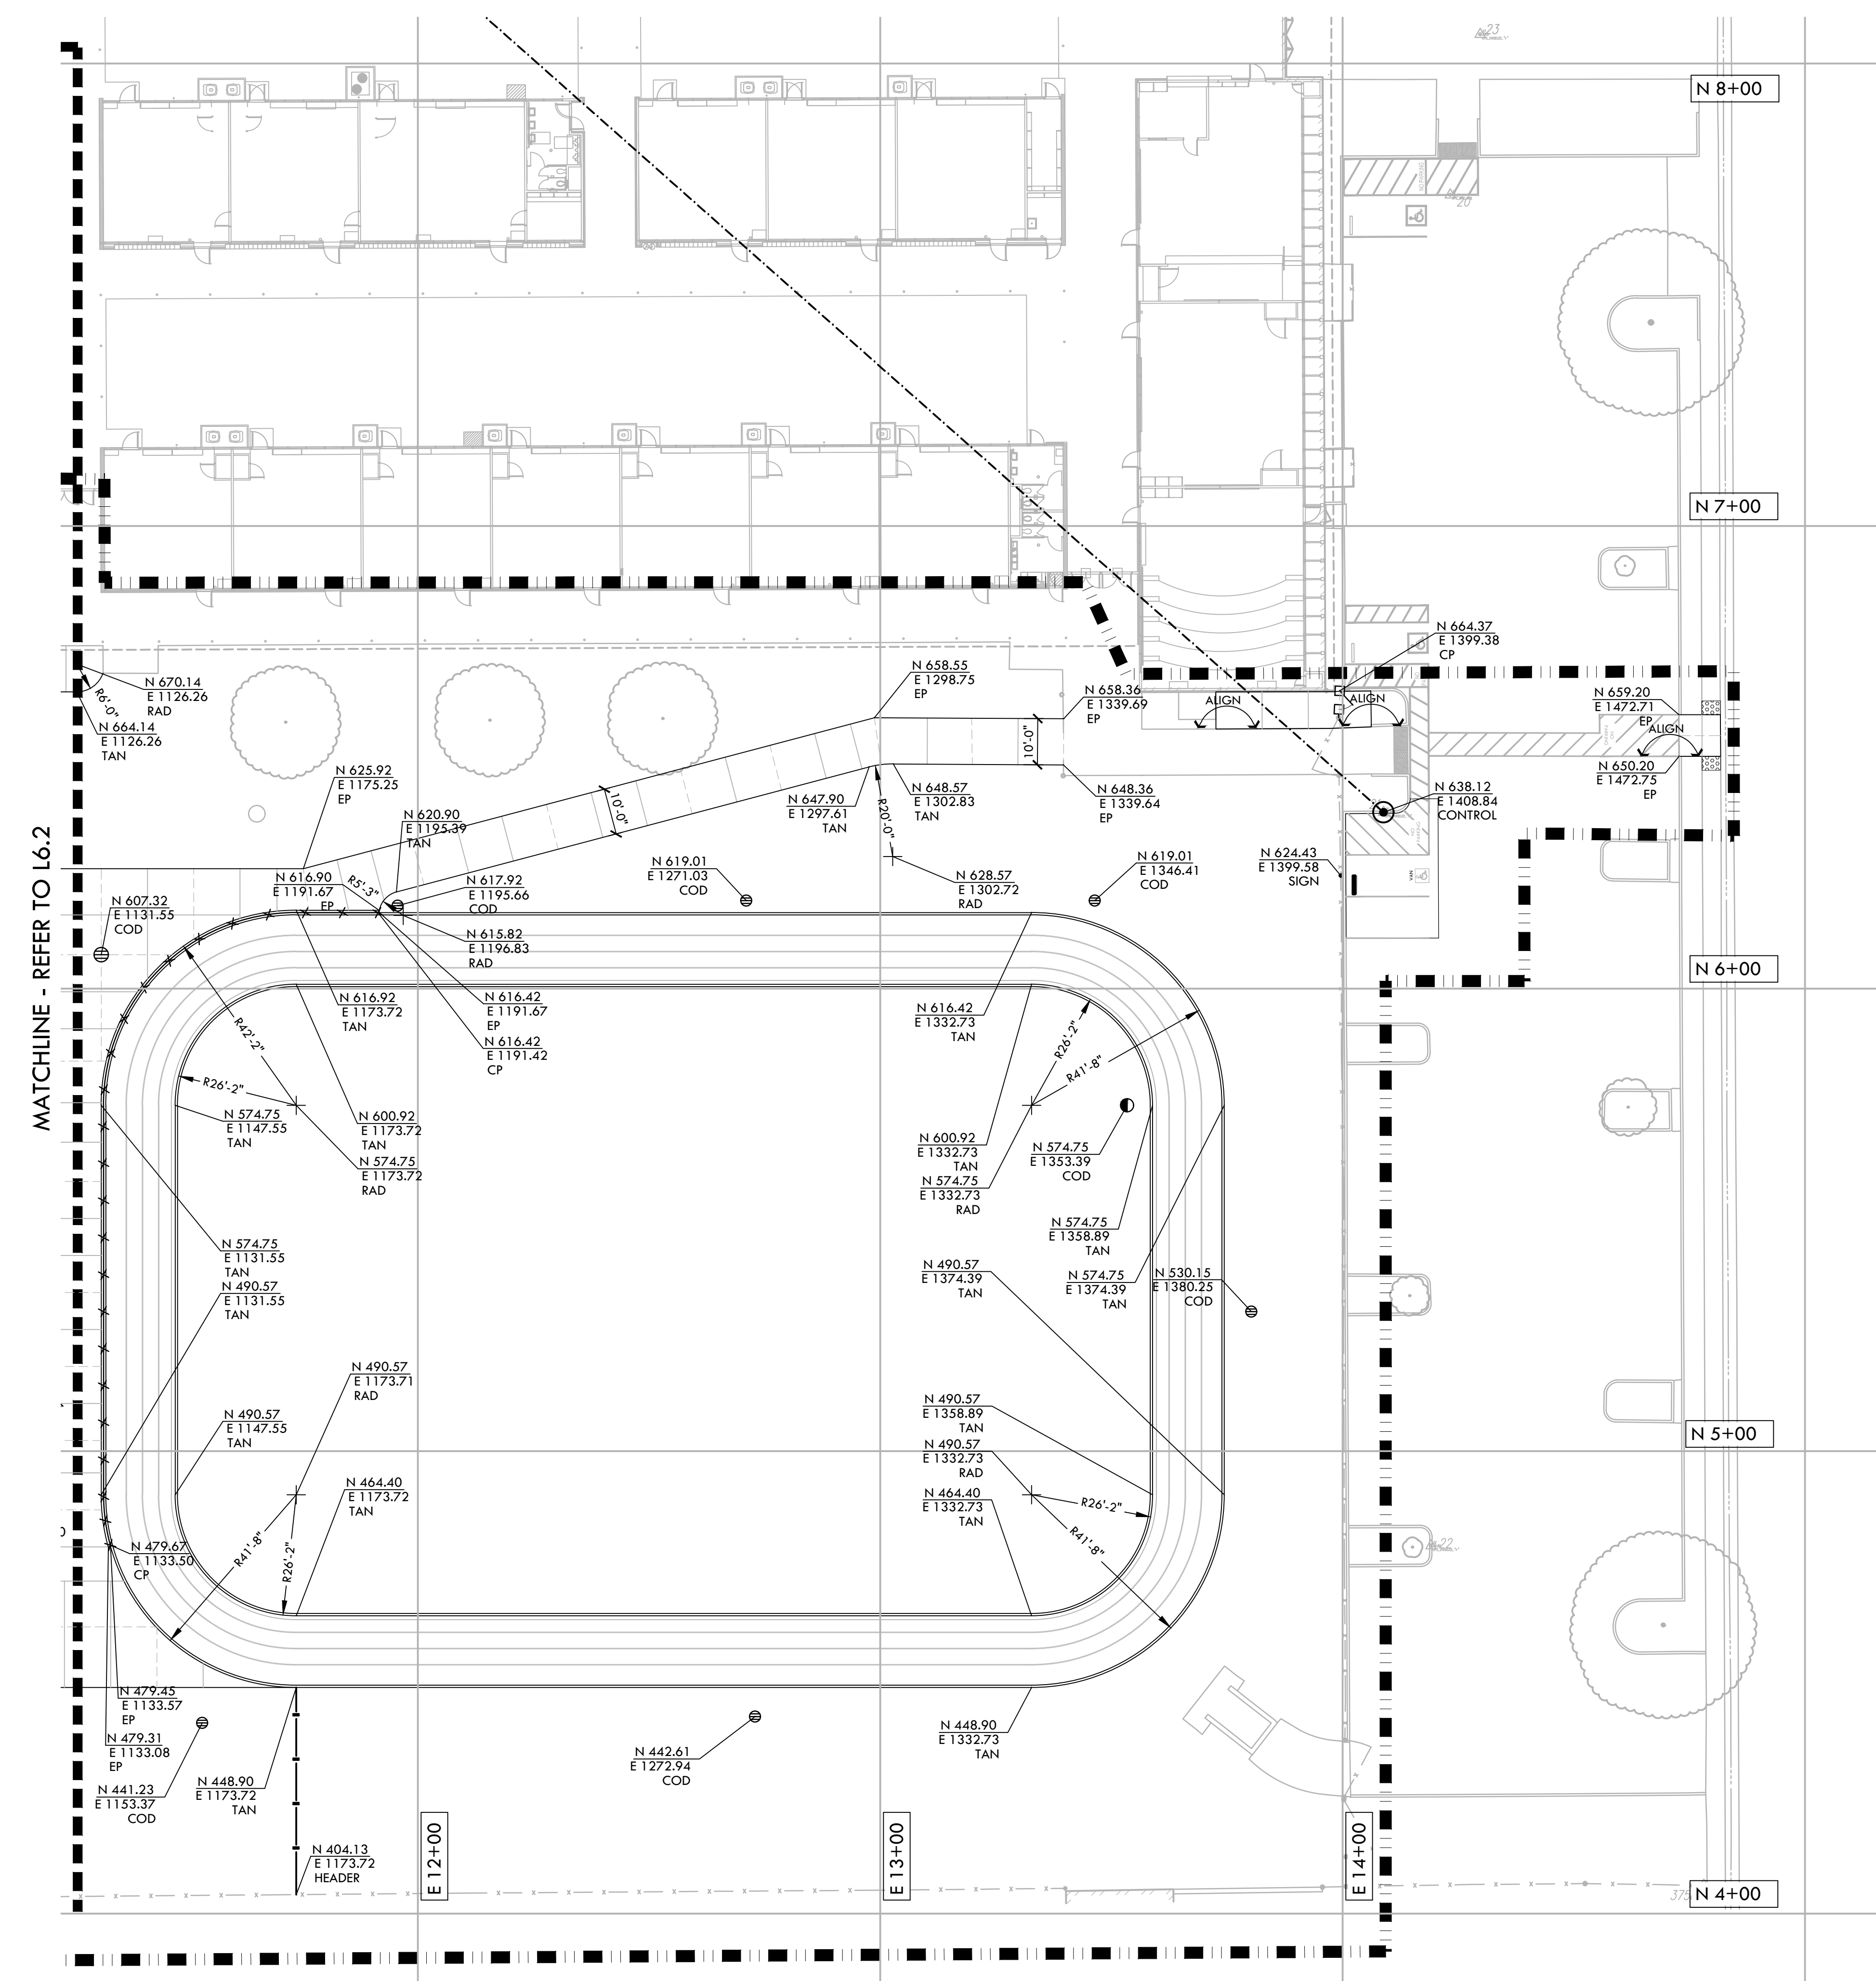 23
N 8+00
NO PARKING
20
N 7+00
N 664.37
E 1399.38
CP
N 670.14
E 1126.26
RAD
R6'-0"
N 664.14
E 1126.26
TAN
N 658.55
E 1298.75
EP
N 658.36
E 1339.69
EP
ALIGN
ALIGN
N 659.20
E 1472.71
EP
ALIGN
N 650.20
E 1472.75
EP
10'-0"
N 625.92
E 1175.25
EP
N 620.90
E 1195.39
TAN
10'-0"
N 647.90
E 1297.61
TAN
R20'-0"
N 648.57
E 1302.83
TAN
N 648.36
E 1339.64
EP
N 638.12
E 1408.84
CONTROL
MATCHLINE - REFER TO L6.2
N 616.90
E 1191.67
EP
R5'-3"
N 617.92
E 1195.66
COD
N 619.01
E 1271.03
COD
N 628.57
E 1302.72
RAD
N 619.01
E 1346.41
COD
N 624.43
E 1399.58
SIGN
VAN
N 607.32
E 1131.55
COD
N 615.82
E 1196.83
RAD
N 6+00
N 616.92
E 1173.72
TAN
N 616.42
E 1191.67
EP
N 616.42
E 1191.42
CP
N 616.42
E 1332.73
TAN
R42'-2"
R26'-2"
R26'-2"
R41'-8"
N 574.75
E 1147.55
TAN
N 600.92
E 1173.72
TAN
N 574.75
E 1173.72
RAD
N 600.92
E 1332.73
TAN
N 574.75
E 1332.73
RAD
N 574.75
E 1353.39
COD
N 574.75
E 1358.89
TAN
N 574.75
E 1131.55
TAN
N 490.57
E 1131.55
TAN
N 490.57
E 1374.39
TAN
N 574.75
E 1374.39
TAN
N 530.15
E 1380.25
COD
N 490.57
E 1173.71
RAD
N 490.57
E 1147.55
TAN
N 490.57
E 1358.89
TAN
N 490.57
E 1332.73
RAD
N 5+00
N 464.40
E 1173.72
TAN
N 464.40
E 1332.73
TAN
R26'-2"
R41'-8"
R41'-8"
R26'-2"
N 479.67
E 1133.50
CP
22
N 479.45
E 1133.57
EP
N 479.31
E 1133.08
EP
N 441.23
E 1153.37
COD
N 448.90
E 1173.72
TAN
N 442.61
E 1272.94
COD
N 448.90
E 1332.73
TAN
N 404.13
E 1173.72
HEADER
E 12+00
E 13+00
E 14+00
375
N 4+00